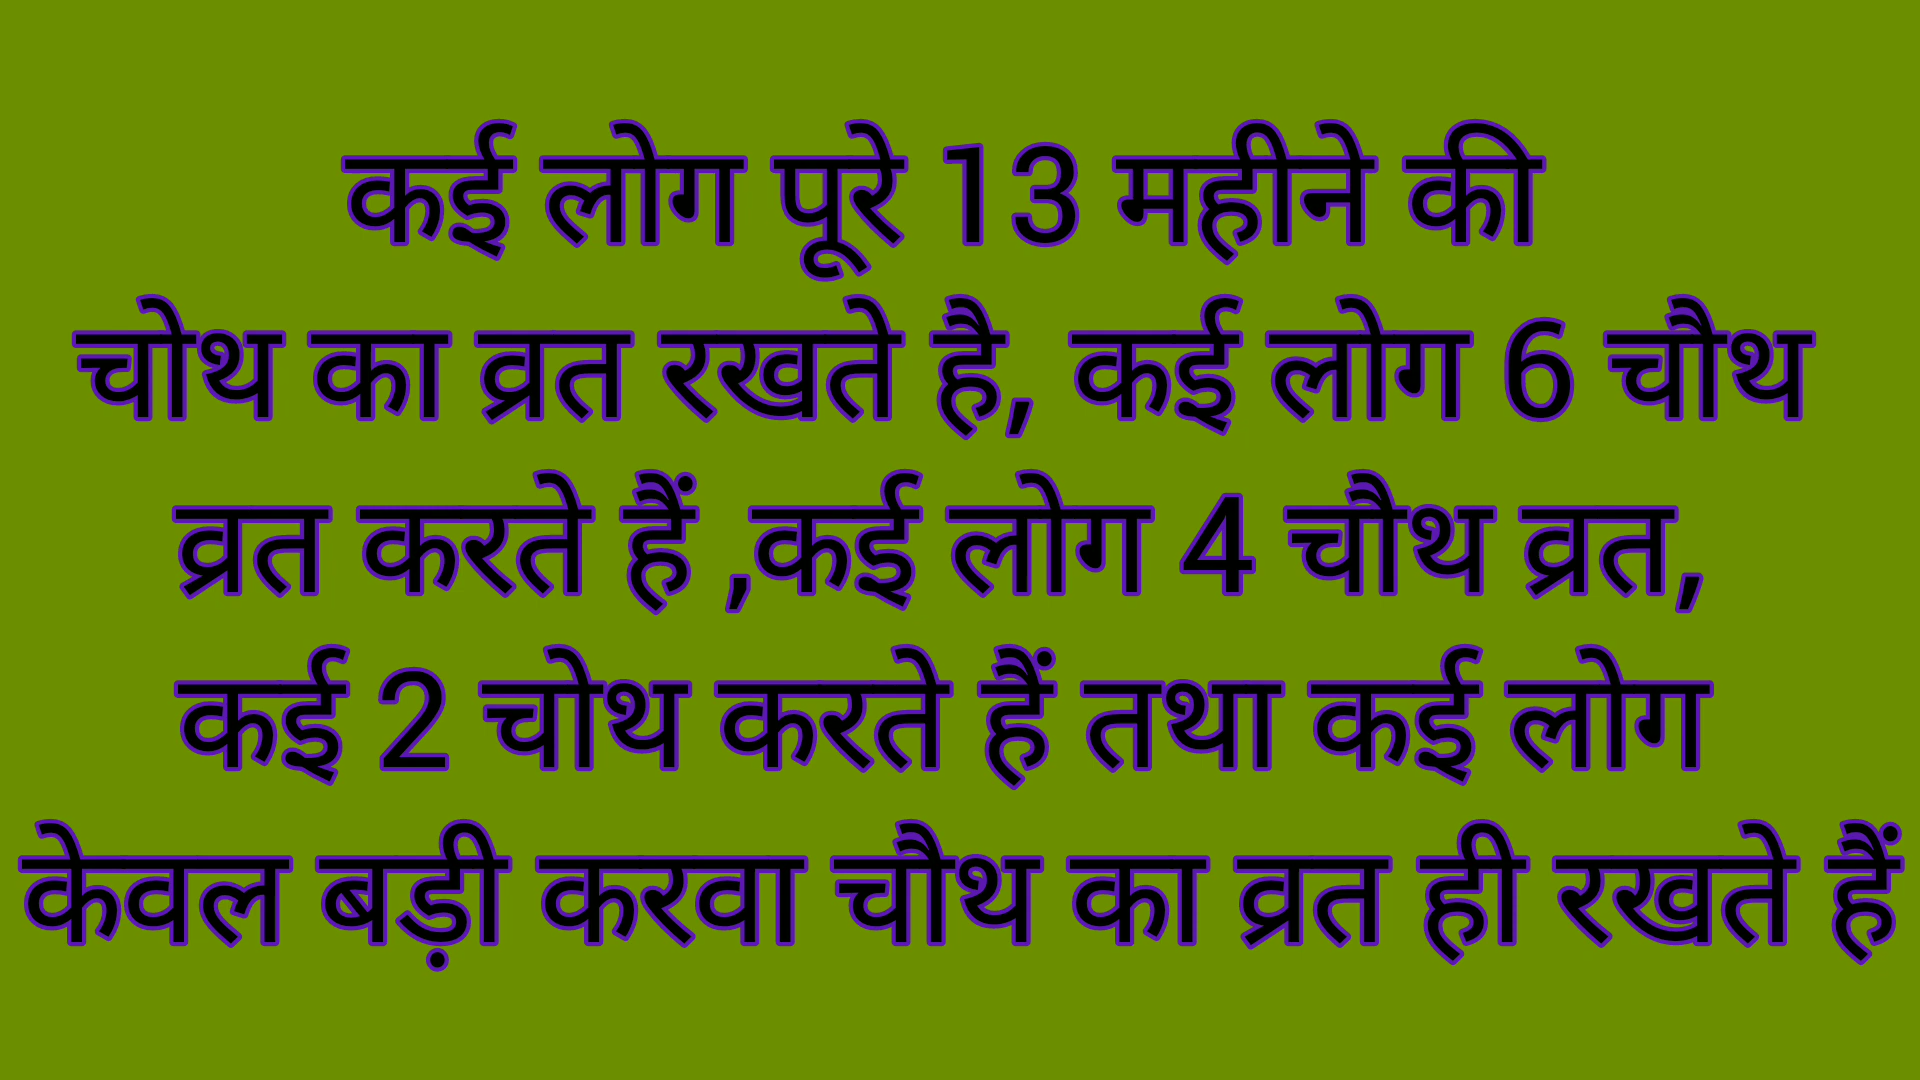 कई लोग पूरे 13 महीने की
चोथ का व्रत रखते है, कई लोग 6 चौथ
व्रत करते हैं ,कई लोग 4 चौथ व्रत,
कई 2 चोथ करते हैं तथा कई लोग
केवल बड़ी करवा चौथ का व्रत ही रखते हैं